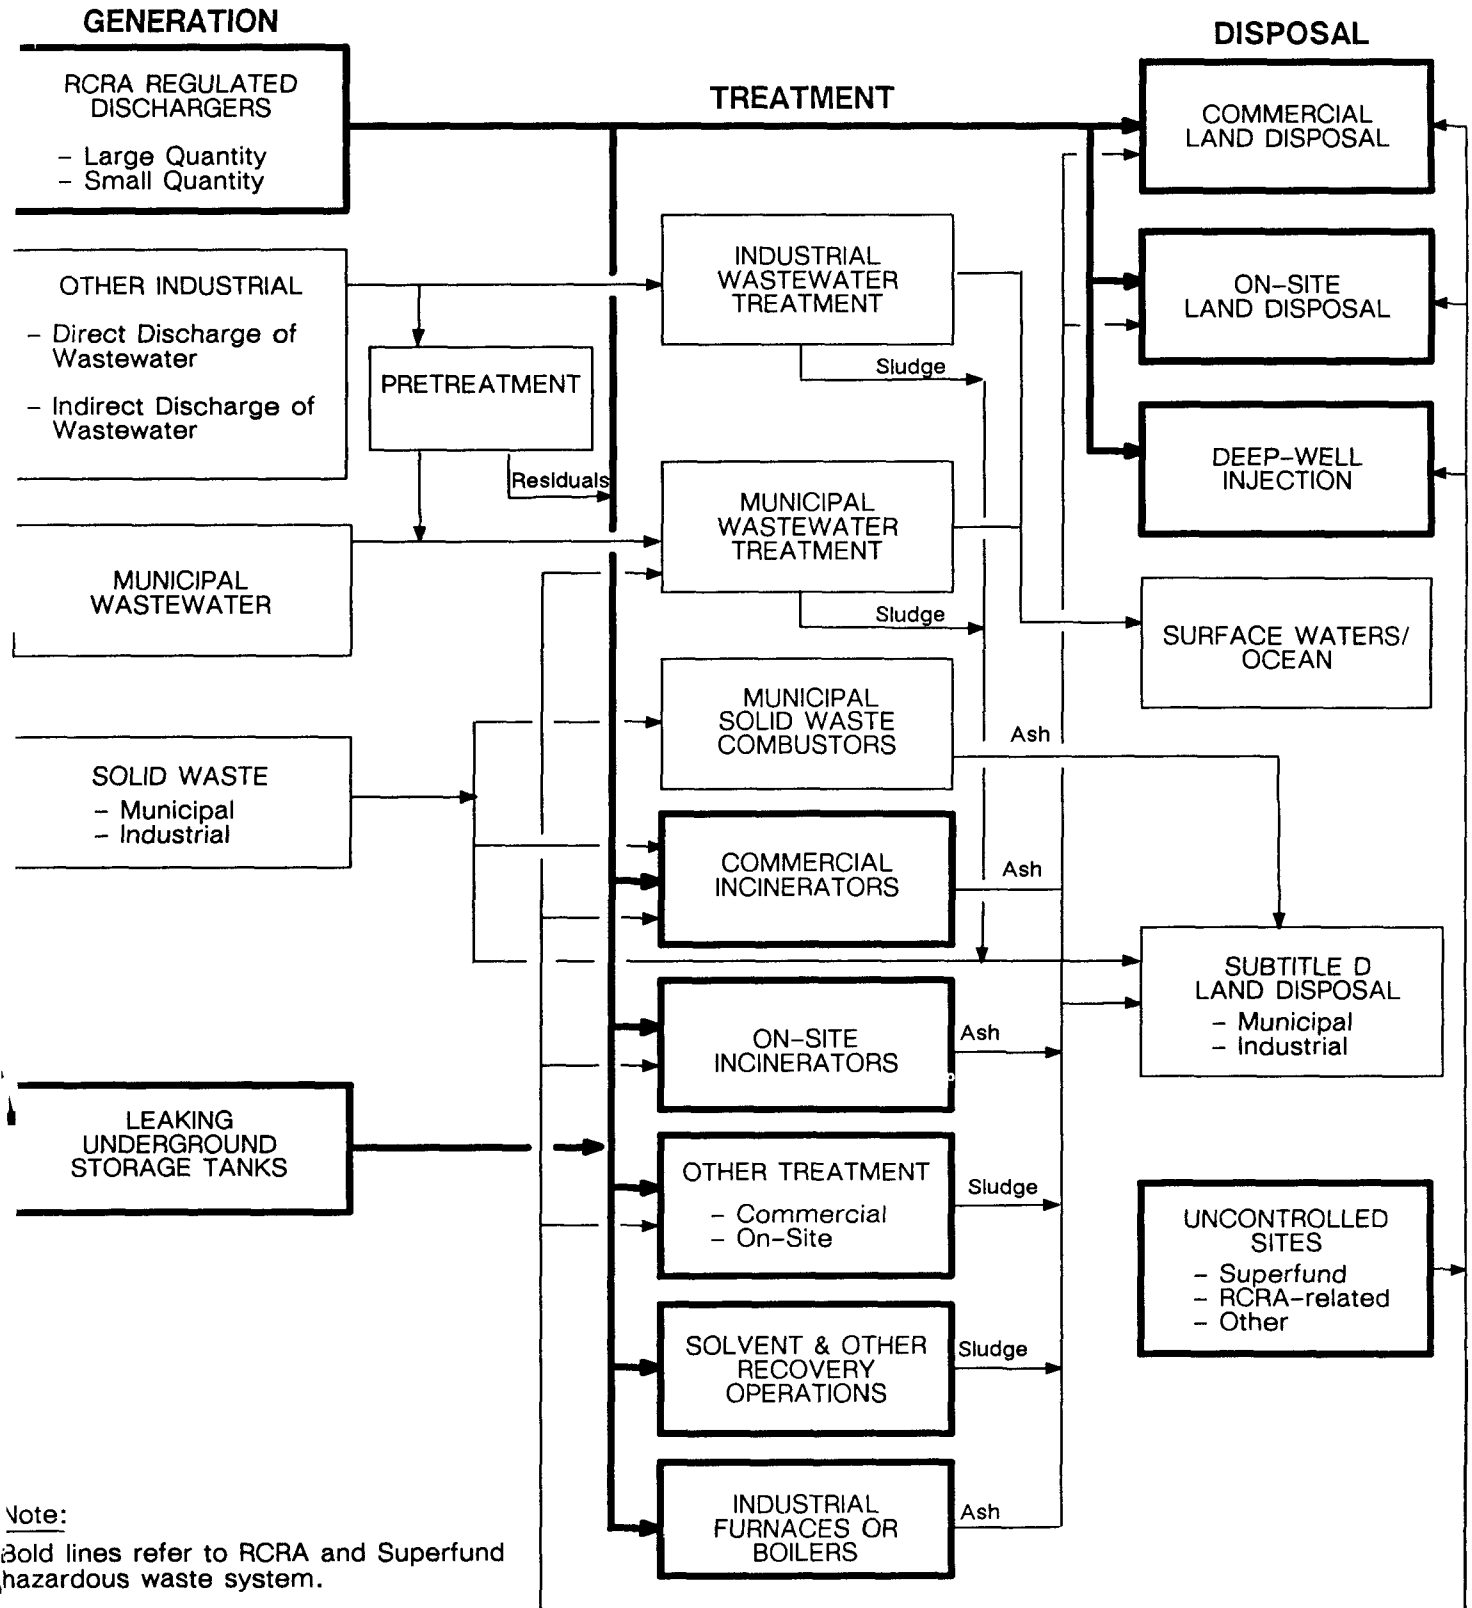 GENERATION
RCRA REGULATED
DISCHARGERS
– Large Quantity
– Small Quantity
OTHER INDUSTRIAL
– Direct Discharge of
Wastewater
– Indirect Discharge of
Wastewater
MUNICIPAL
WASTEWATER
SOLID WASTE
– Municipal
– Industrial
LEAKING
UNDERGROUND
STORAGE TANKS
PRETREATMENT
Residuals
TREATMENT
INDUSTRIAL
WASTEWATER
TREATMENT
Sludge
MUNICIPAL
WASTEWATER
TREATMENT
Sludge
MUNICIPAL
SOLID WASTE
COMBUSTORS
Ash
COMMERCIAL
INCINERATORS
Ash
ON-SITE
INCINERATORS
Ash
OTHER TREATMENT
– Commercial
– On-Site
Sludge
SOLVENT & OTHER
RECOVERY
OPERATIONS
Sludge
INDUSTRIAL
FURNACES OR
BOILERS
Ash
DISPOSAL
COMMERCIAL
LAND DISPOSAL
ON-SITE
LAND DISPOSAL
DEEP-WELL
INJECTION
SURFACE WATERS/
OCEAN
SUBTITLE D
LAND DISPOSAL
– Municipal
– Industrial
UNCONTROLLED
SITES
– Superfund
– RCRA-related
– Other
Note:
Bold lines refer to RCRA and Superfund
hazardous waste system.